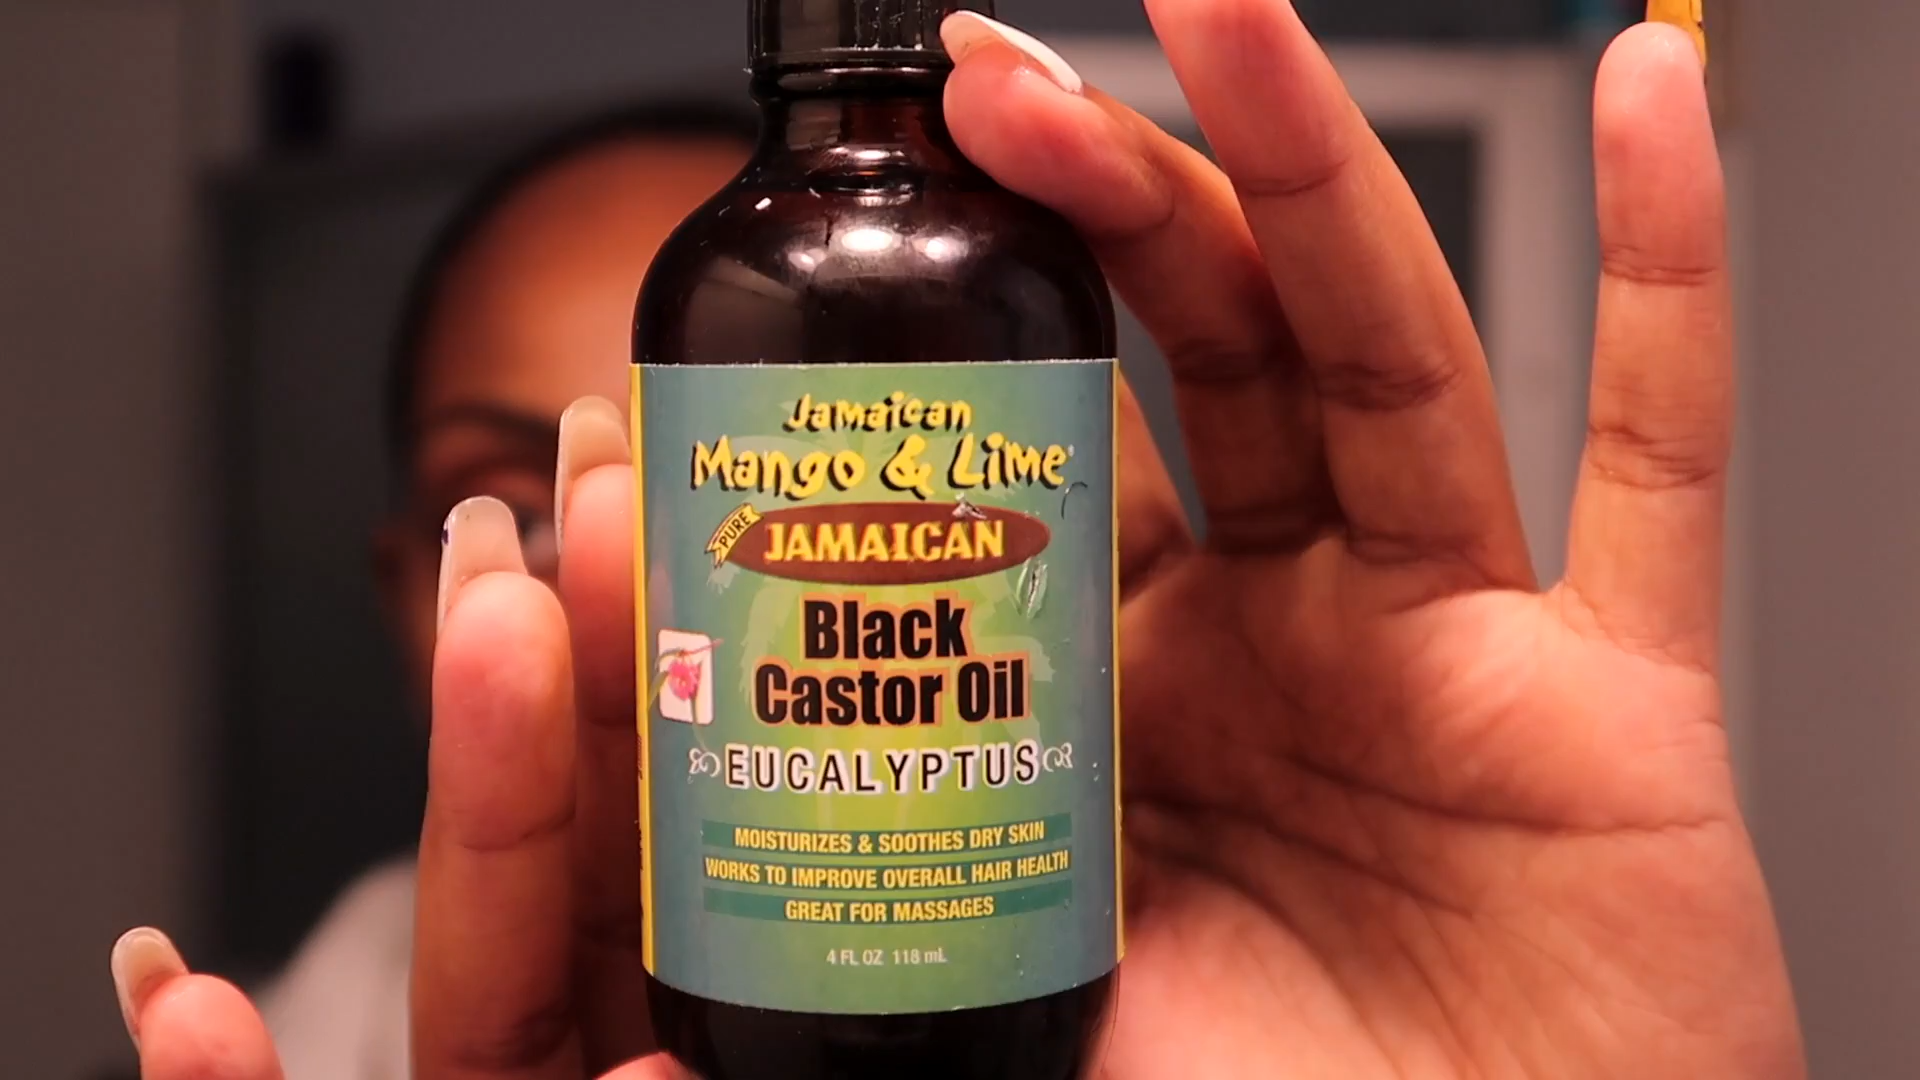 Jamaican
Mango & Lime®
PURE
JAMAICAN
Black
Castor Oil
EUCALYPTUS
MOISTURIZES & SOOTHES DRY SKIN
WORKS TO IMPROVE OVERALL HAIR HEALTH
GREAT FOR MASSAGES
4 FL OZ 118 mL